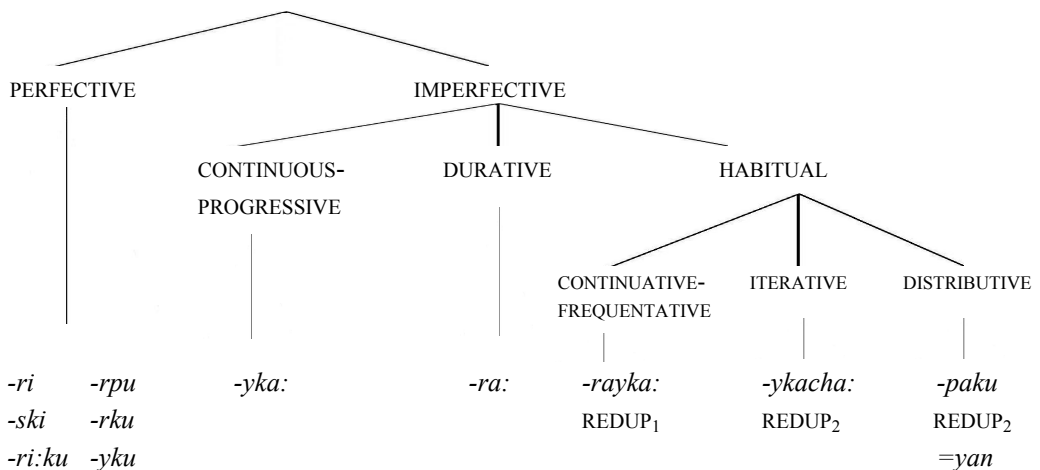 PERFECTIVE IMPERFECTIVE
CONTINUOUS- DURATIVE HABITUAL
PROGRESSIVE
CONTINUATIVE- ITERATIVE DISTRIBUTIVE
FREQUENTATIVE
-ri -rpu -yka: -ra: -rayka: -ykacha: -paku
-ski -rku REDUP₁ REDUP₂ REDUP₂
-ri:ku -yku =yan